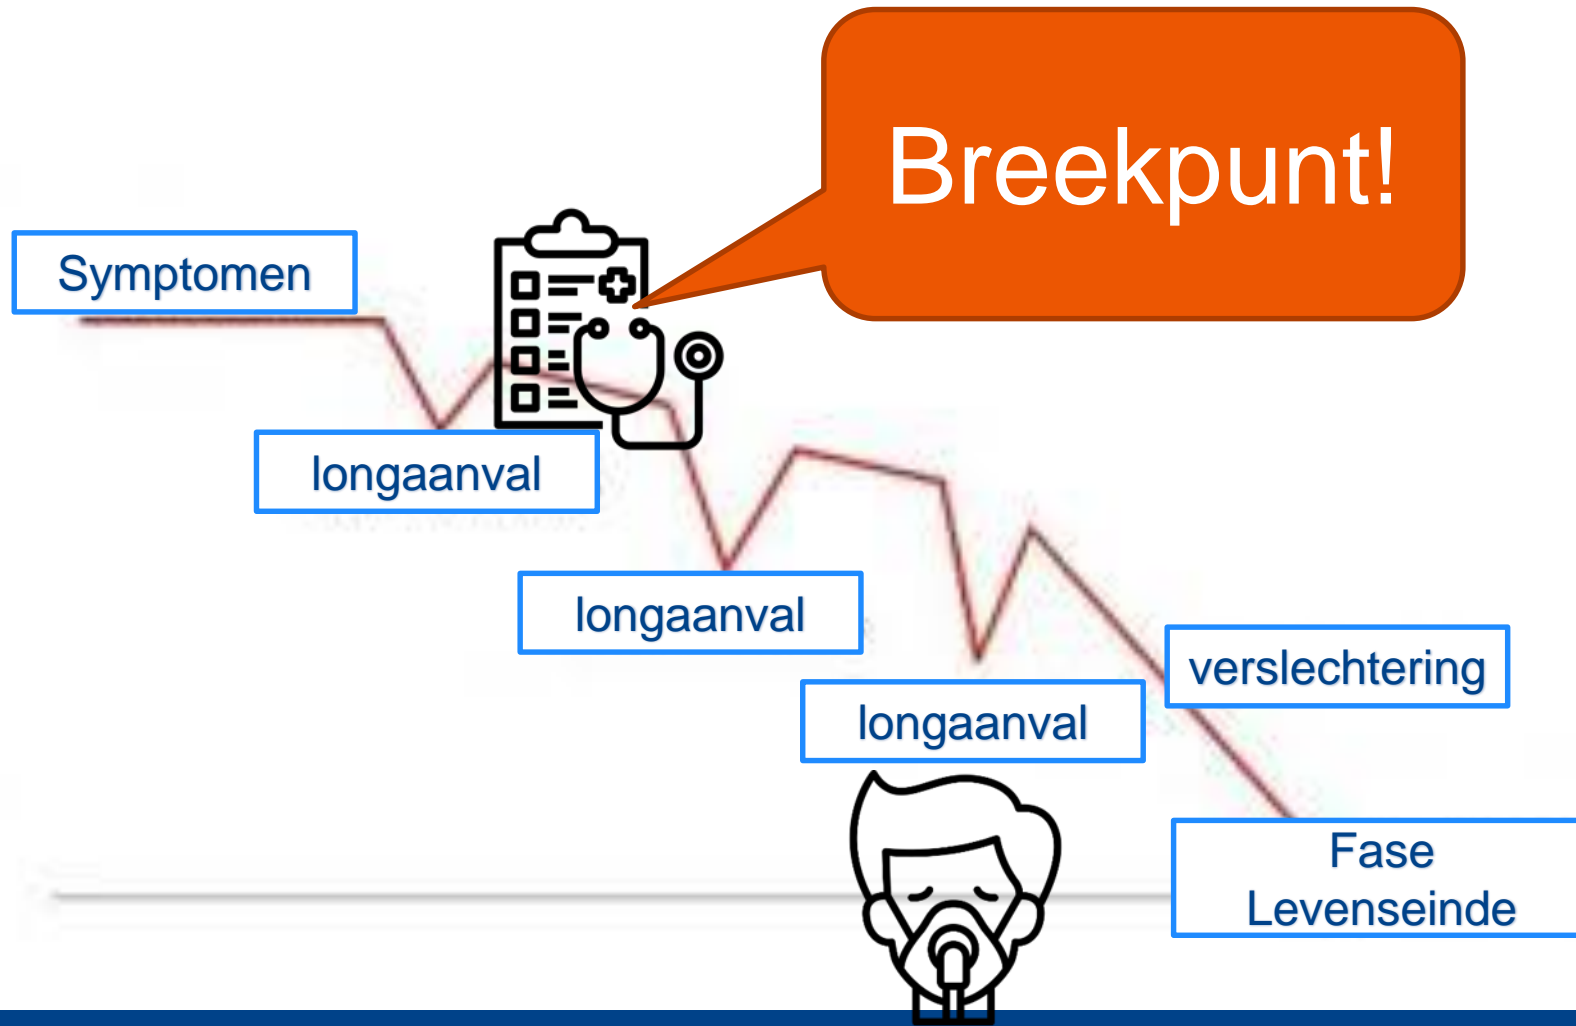 Breekpunt!
Symptomen
longaanval
longaanval
verslechtering
longaanval
Fase
Levenseinde